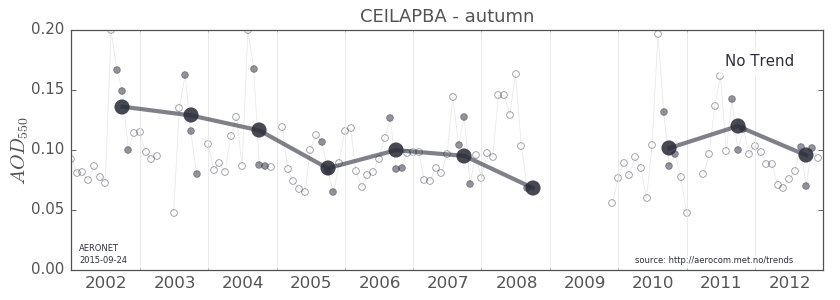 CEILAPBA - autumn
0.20
No Trend
0.15
0.10
0.05
0.00
AOD550
AERONET
2015-09-24
source: http://aerocom.met.no/trends
2002 2003 2004 2005 2006 2007 2008 2009 2010 2011 2012